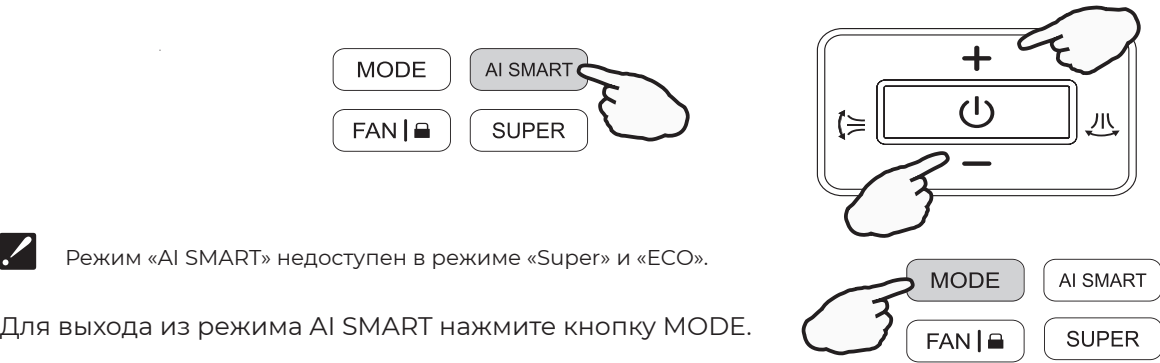 MODE AI SMART
FAN | SUPER
+
−
Режим «AI SMART» недоступен в режиме «Super» и «ECO».
MODE AI SMART
Для выхода из режима AI SMART нажмите кнопку MODE.
FAN | SUPER